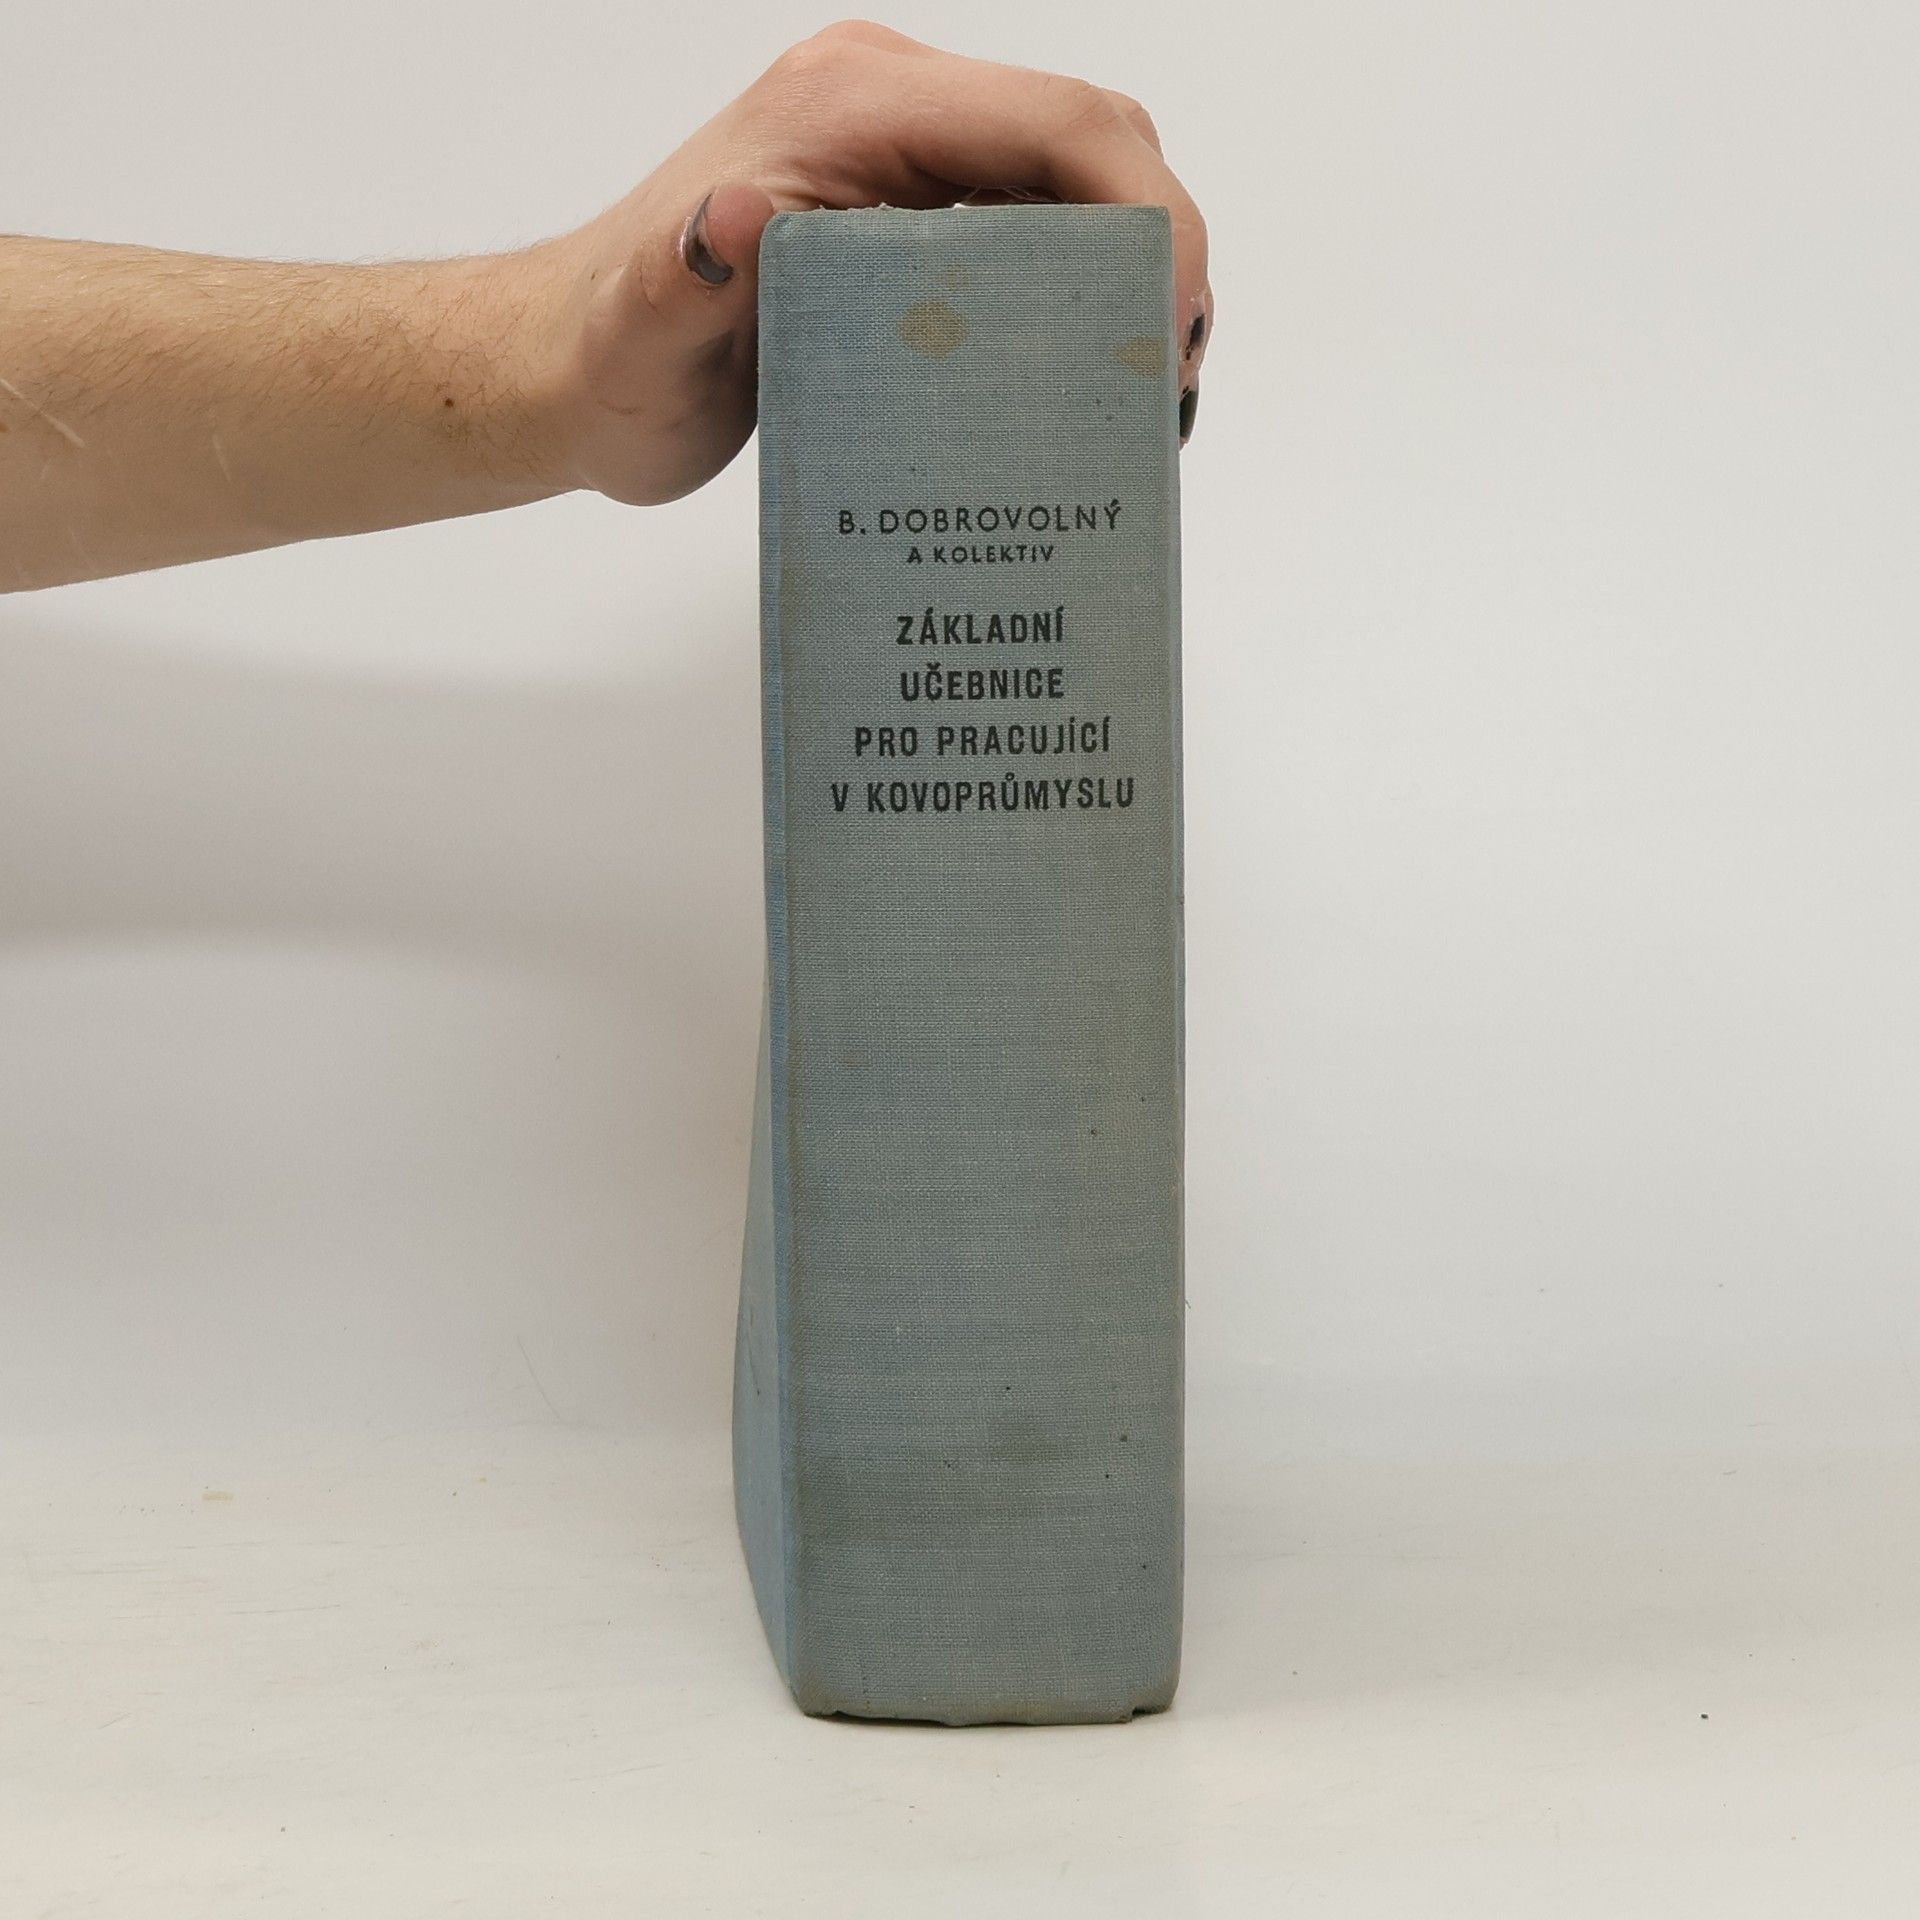 B. DOBROVOLNÝ
A KOLEKTIV
ZÁKLADNÍ
UČEBNICE
PRO PRACUJÍCÍ
V KOVOPRŮMYSLU